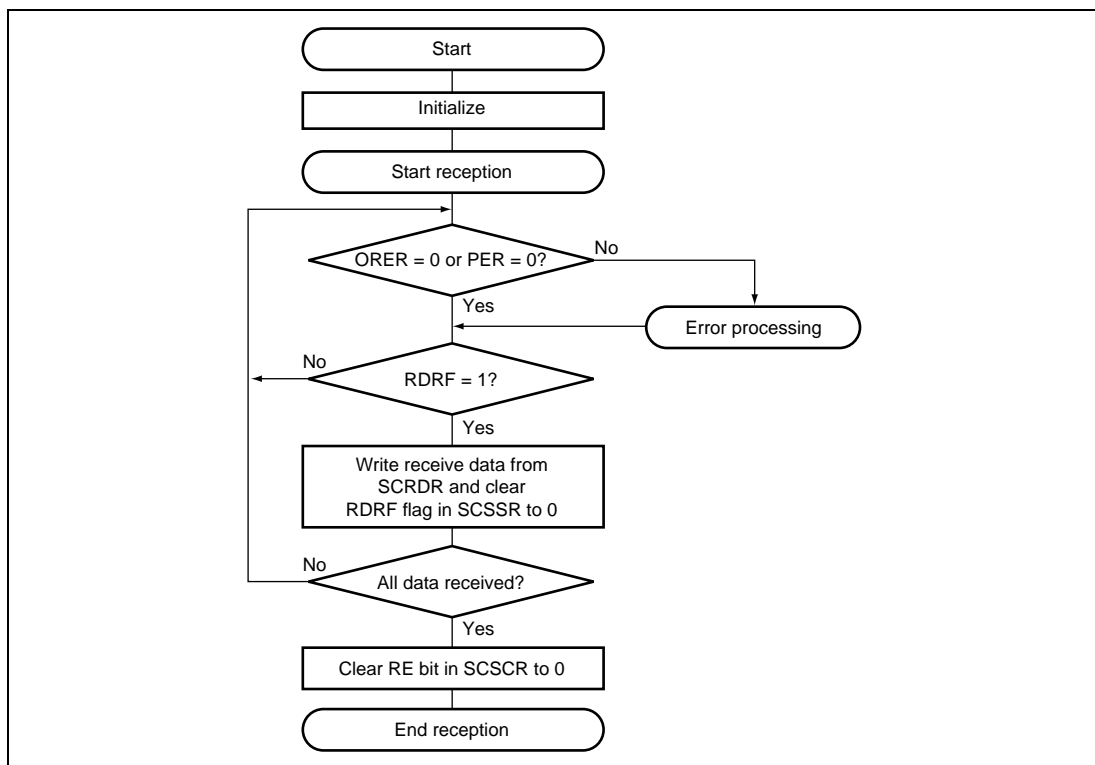 Start
Initialize
Start reception
ORER = 0 or PER = 0?
No
Yes
Error processing
No
RDRF = 1?
Yes
Write receive data from
SCRDR and clear
RDRF flag in SCSSR to 0
No
All data received?
Yes
Clear RE bit in SCSCR to 0
End reception